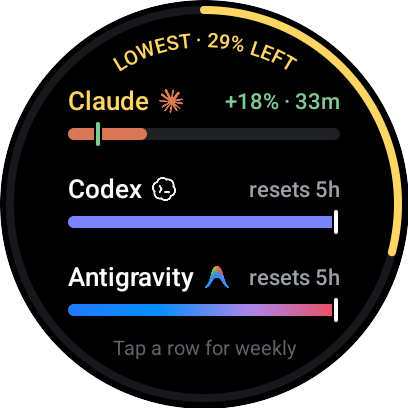 LOWEST · 29% LEFT
Claude +18% · 33m
Codex resets 5h
Antigravity resets 5h
Tap a row for weekly